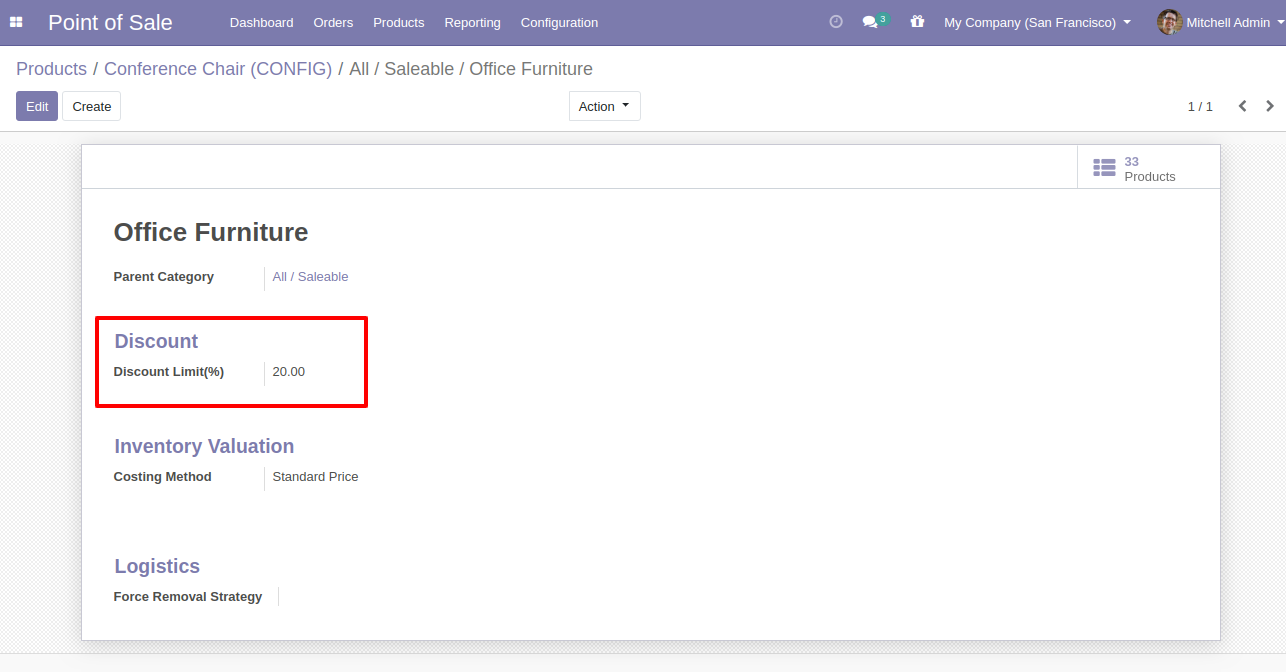 Point of Sale Dashboard Orders Products Reporting Configuration 3 My Company (San Francisco) Mitchell Admin
Products / Conference Chair (CONFIG) / All / Saleable / Office Furniture
Edit Create Action 1 / 1
33
Products
Office Furniture
Parent Category All / Saleable
Discount
Discount Limit(%) 20.00
Inventory Valuation
Costing Method Standard Price
Logistics
Force Removal Strategy